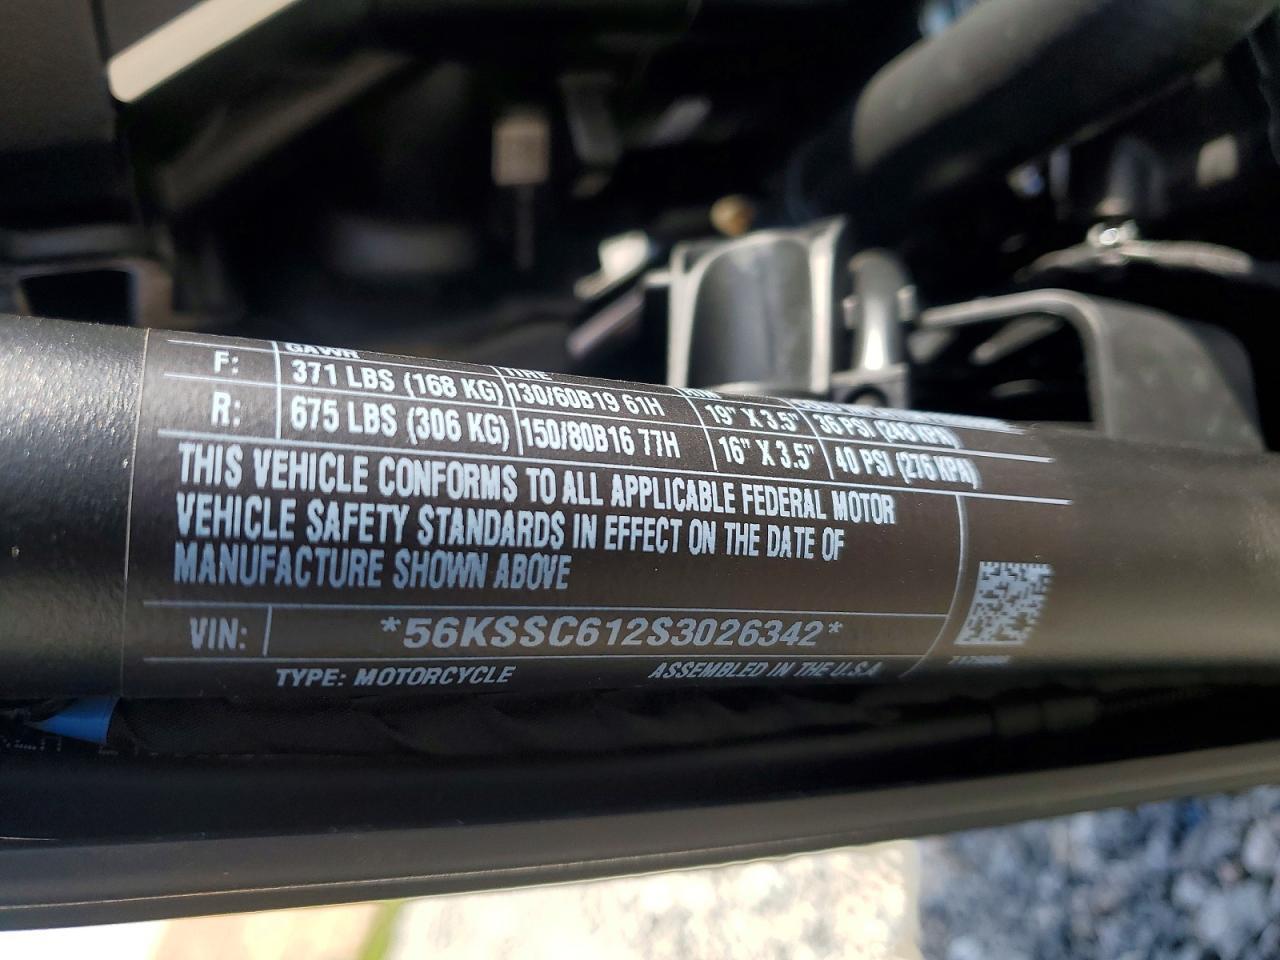 GAWR TIRE
F: 371 LBS (168 KG) 130/60B19 61H 19" X 3.5" 36 PSI (248 KPA)
R: 675 LBS (306 KG) 150/80B16 77H 16" X 3.5" 40 PSI (276 KPA)
THIS VEHICLE CONFORMS TO ALL APPLICABLE FEDERAL MOTOR
VEHICLE SAFETY STANDARDS IN EFFECT ON THE DATE OF
MANUFACTURE SHOWN ABOVE
VIN: *56KSSC612S3026342*
TYPE: MOTORCYCLE ASSEMBLED IN THE U.S.A